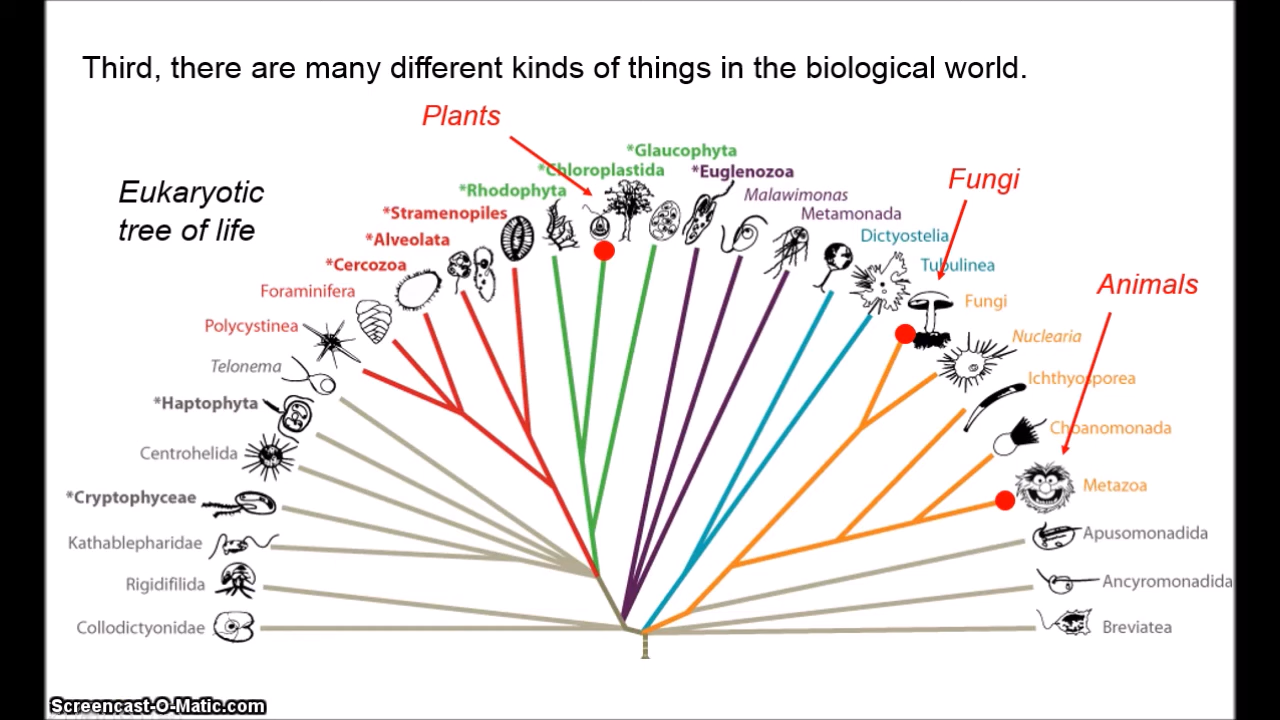 Third, there are many different kinds of things in the biological world.
Plants
*Glaucophyta
*Chloroplastida
*Euglenozoa
Fungi
Eukaryotic
tree of life
*Rhodophyta
Malawimonas
*Stramenopiles
Metamonada
*Alveolata
Dictyostelia
*Cercozoa
Tubulinea
Animals
Foraminifera
Fungi
Polycystinea
Nuclearia
Telonema
Ichthyosporea
*Haptophyta
Choanomonada
Centrohelida
Metazoa
*Cryptophyceae
Apusomonadida
Kathablepharidae
Ancyromonadida
Rigidifilida
Collodictyonidae
Breviatea
Screencast-O-Matic.com